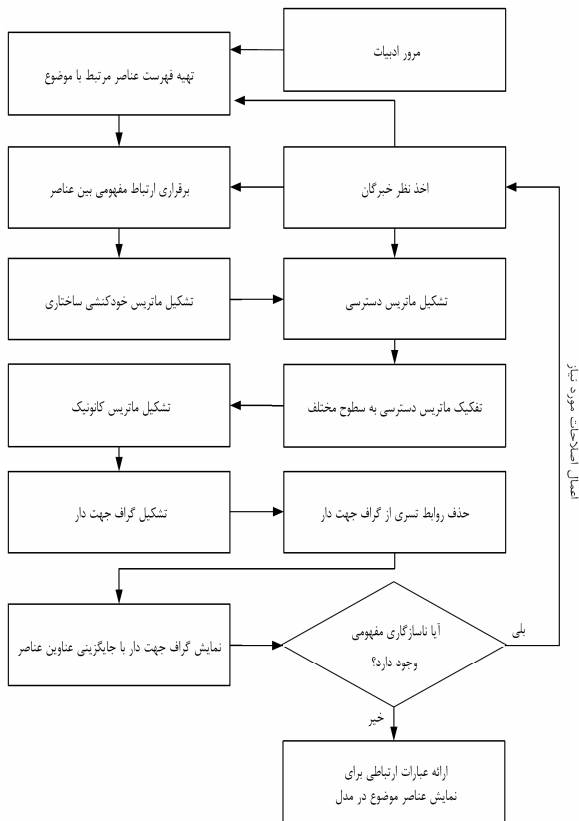 مرور ادبیات
تهیه فهرست عناصر مرتبط با موضوع
اخذ نظر خبرگان
برقراری ارتباط مفهومی بین عناصر
تشکیل ماتریس خودکنشی ساختاری
تشکیل ماتریس دسترسی
تفکیک ماتریس دسترسی به سطوح مختلف
تشکیل ماتریس کانونیک
تشکیل گراف جهت دار
حذف روابط تسری از گراف جهت دار
نمایش گراف جهت دار با جایگزینی عناوین عناصر
آیا ناسازگاری مفهومی
وجود دارد؟
بلی
اعمال اصلاحات مورد نیاز
خیر
ارائه عبارات ارتباطی برای
نمایش عناصر موضوع در مدل